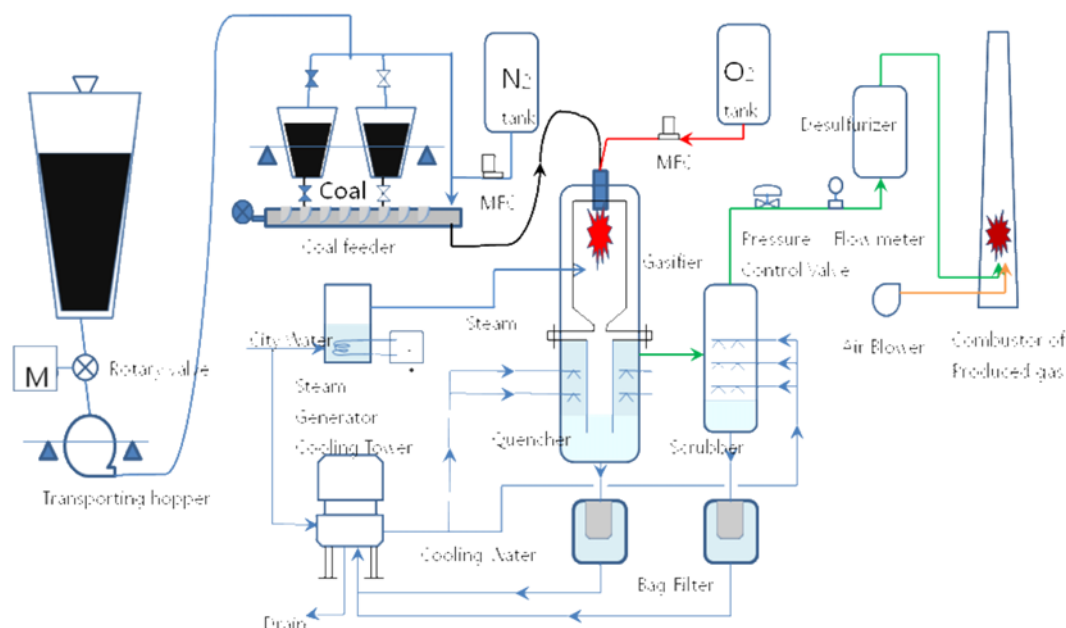 N2
tank
O2
tank
Desulfurizer
MFC
MFC
Coal
Coal feeder
Gasifier
Pressure
Control Valve
Flow meter
Steam
City Water
Rotary valve
M
Air Blower
Combustor of
Produced gas
Steam
Generator
Cooling Tower
Quencher
Scrubber
Transporting hopper
Cooling Water
Bag Filter
Drain